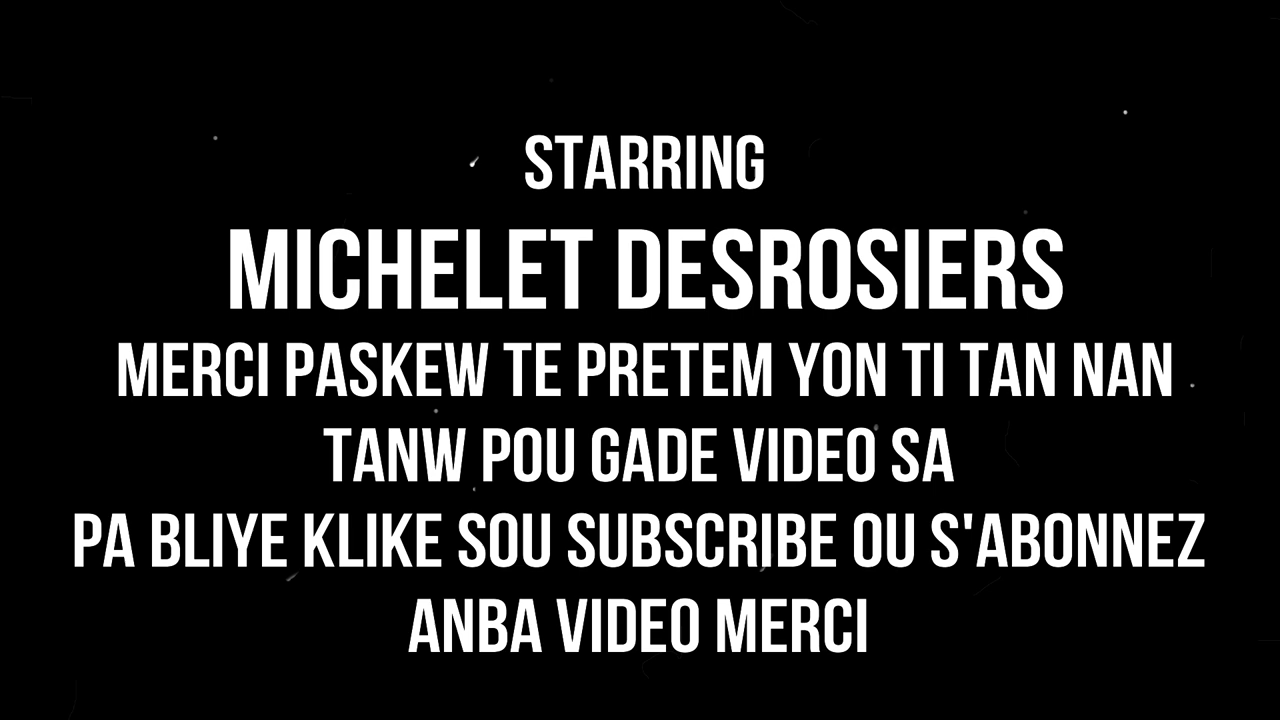 STARRING
MICHELET DESROSIERS
MERCI PASKEW TE PRETEM YON TI TAN NAN
TANW POU GADE VIDEO SA
PA BLIYE KLIKE SOU SUBSCRIBE OU S'ABONNEZ
ANBA VIDEO MERCI